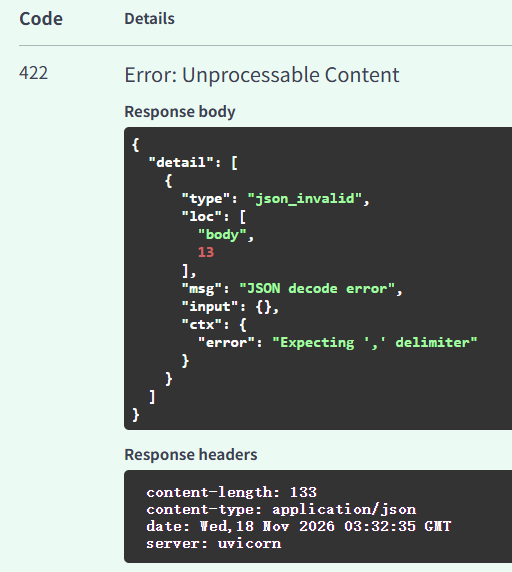 Code Details
422 Error: Unprocessable Content
Response body
{
  "detail": [
    {
      "type": "json_invalid",
      "loc": [
        "body",
        13
      ],
      "msg": "JSON decode error",
      "input": {},
      "ctx": {
        "error": "Expecting ',' delimiter"
      }
    }
  ]
}
Response headers
content-length: 133
content-type: application/json
date: Wed,18 Nov 2026 03:32:35 GMT
server: uvicorn